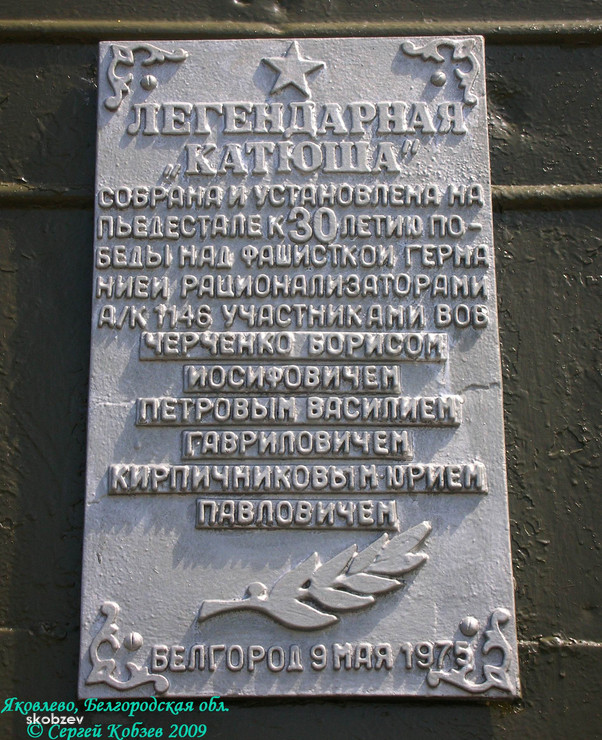 ЛЕГЕНДАРНАЯ
"КАТЮША"
СОБРАНА И УСТАНОВЛЕНА НА
ПЬЕДЕСТАЛЕ К 30 ЛЕТИЮ ПО-
БЕДЫ НАД ФАШИСТКОЙ ГЕРМА
НИЕЙ РАЦИОНАЛИЗАТОРАМИ
А/К 1146 УЧАСТНИКАМИ ВОВ
ЧЕРЧЕНКО БОРИСОМ
ИОСИФОВИЧЕМ
ПЕТРОВЫМ ВАСИЛИЕМ
ГАВРИЛОВИЧЕМ
КИРПИЧНИКОВЫМ-ЮРИЕМ
ПАВЛОВИЧЕМ
БЕЛГОРОД 9 МАЯ 1975
Яковлево, Белгородская обл.
skobzev
© Сергей Кобзев 2009